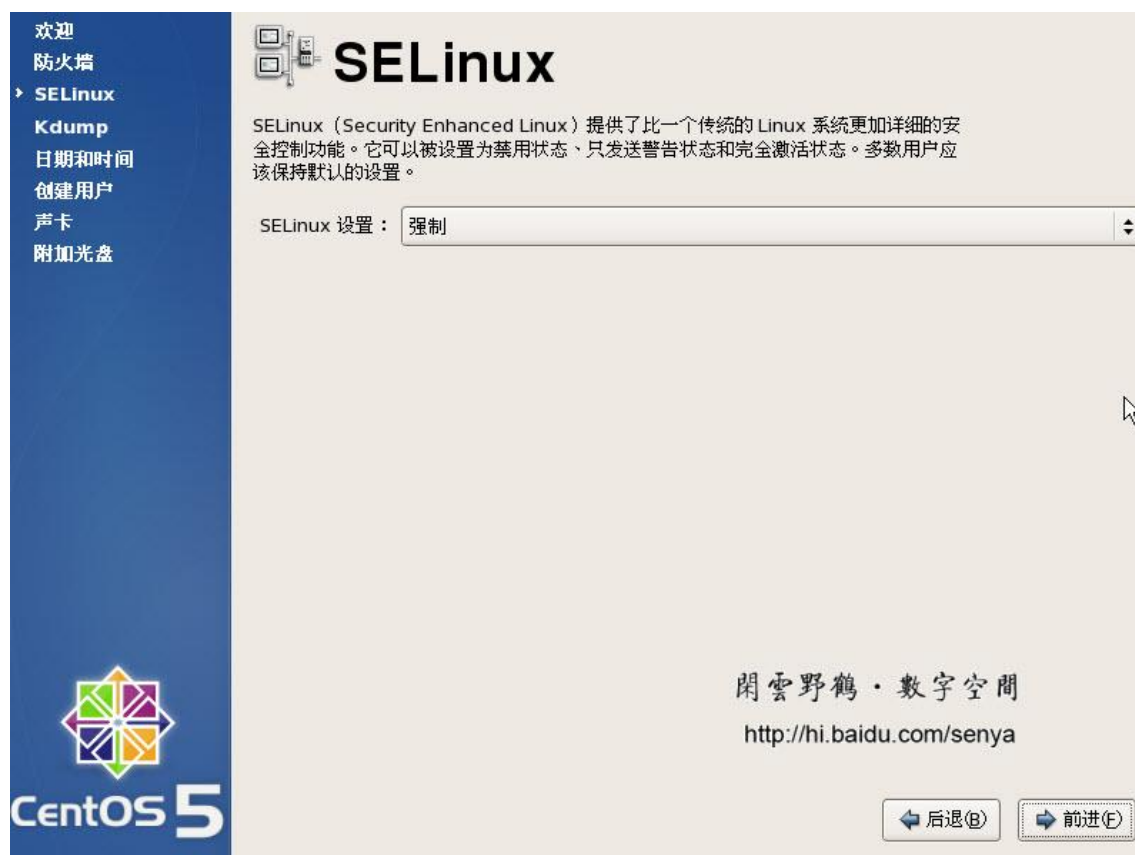 欢迎
防火墙
SELinux
Kdump
日期和时间
创建用户
声卡
附加光盘
CentOS 5
SELinux
SELinux（Security Enhanced Linux）提供了比一个传统的 Linux 系统更加详细的安
全控制功能。它可以被设置为禁用状态、只发送警告状态和完全激活状态。多数用户应
该保持默认的设置。
SELinux 设置： 强制
閑雲野鶴·數字空間
http://hi.baidu.com/senya
后退(B) 前进(F)